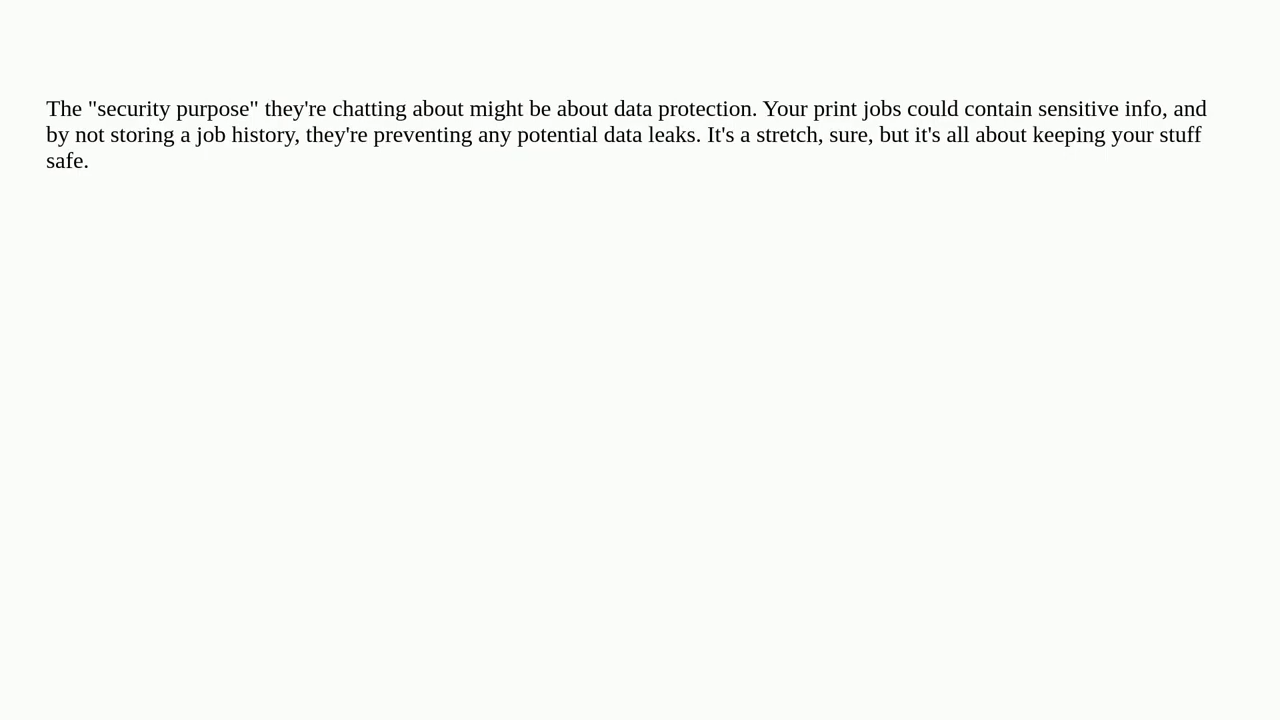 The "security purpose" they're chatting about might be about data protection. Your print jobs could contain sensitive info, and
by not storing a job history, they're preventing any potential data leaks. It's a stretch, sure, but it's all about keeping your stuff
safe.